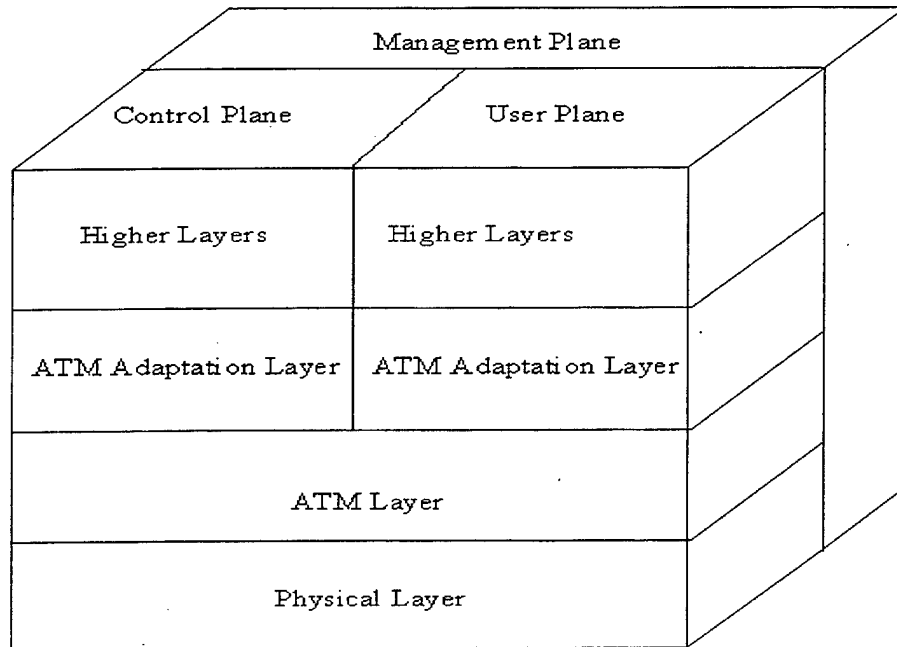 Management Plane
Control Plane
User Plane
Higher Layers
Higher Layers
ATM Adaptation Layer
ATM Adaptation Layer
ATM Layer
Physical Layer